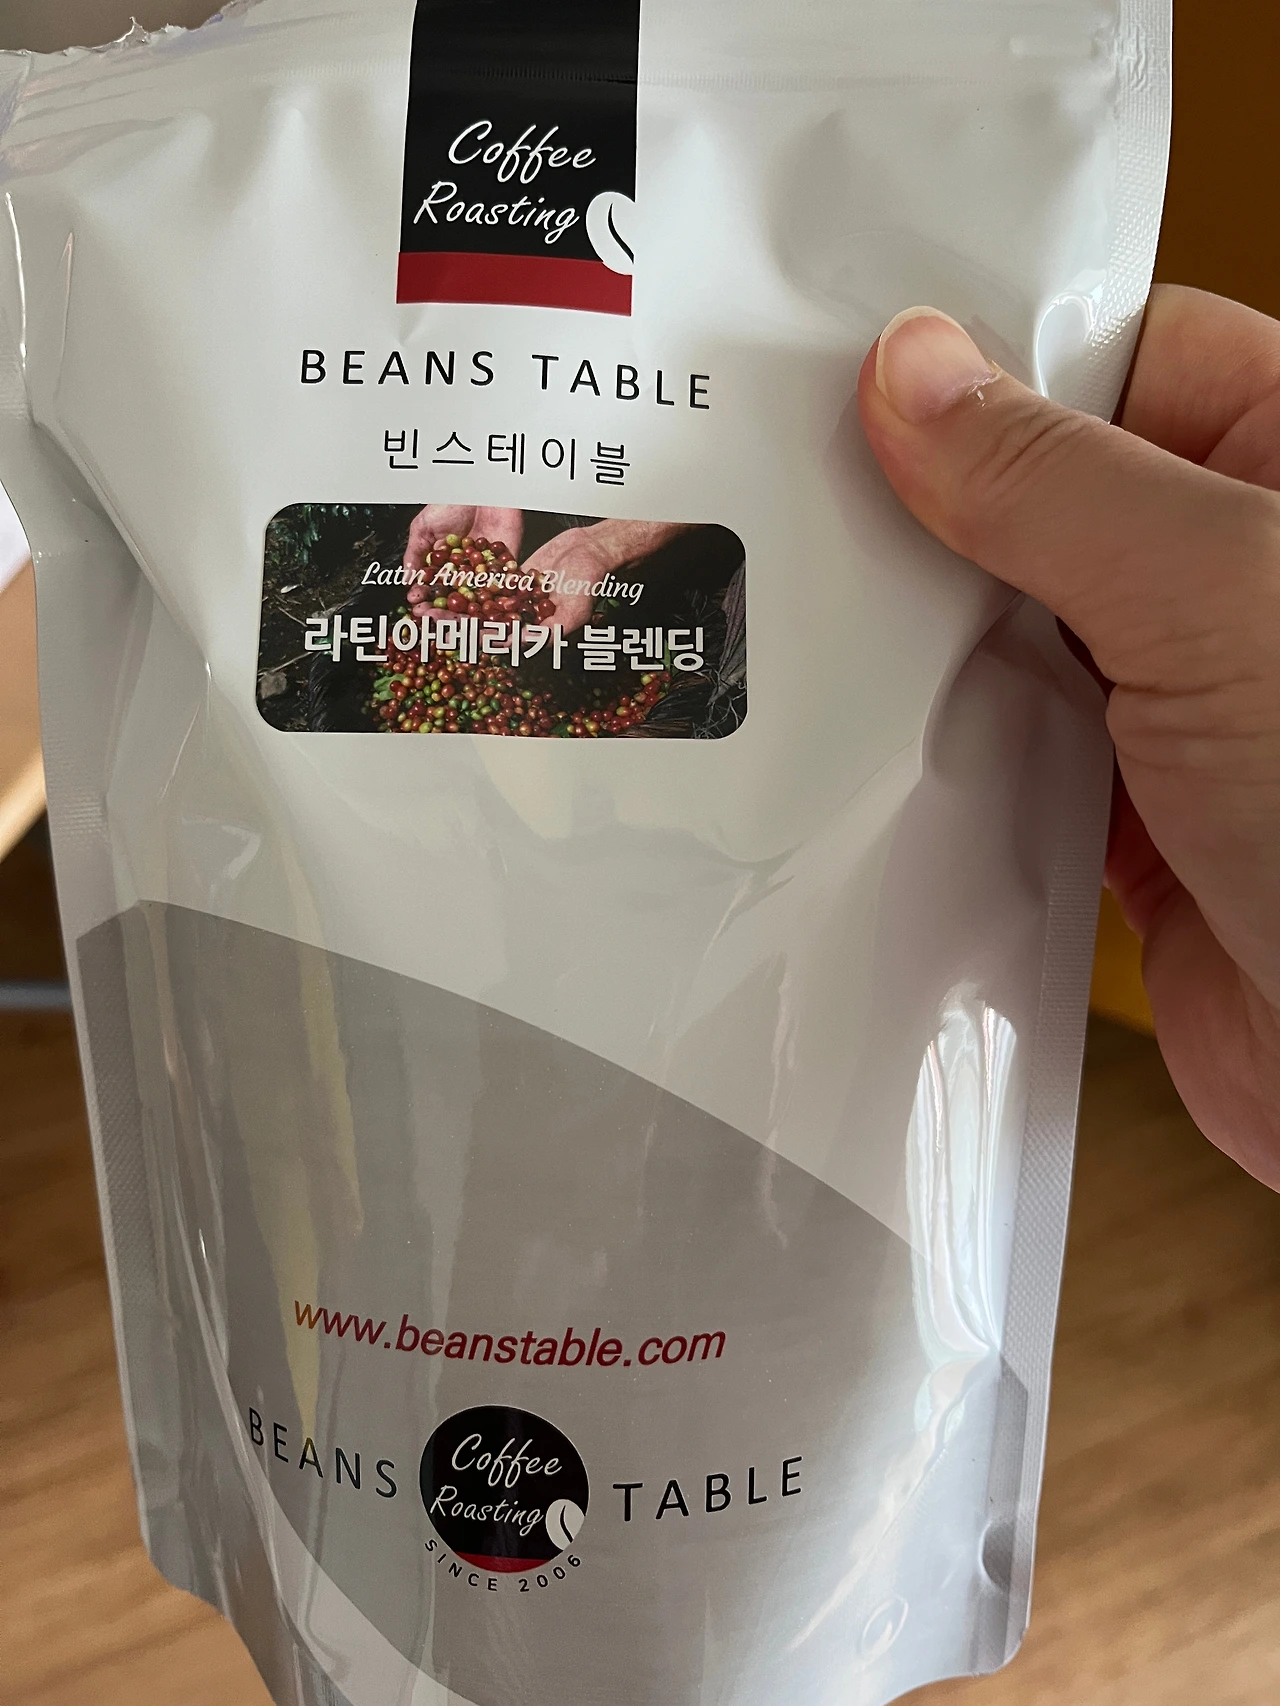 Coffee
Roasting
BEANS TABLE
빈스테이블
Latin America Blending
라틴아메리카 블렌딩
www.beanstable.com
BEANS TABLE
Coffee
Roasting
SINCE 2006